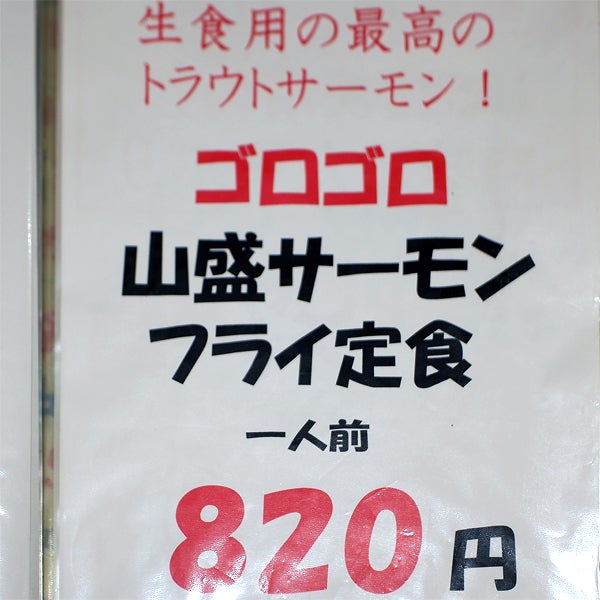 生食用の最高の
トラウトサーモン！
ゴロゴロ
山盛サーモン
フライ定食
一人前
820円